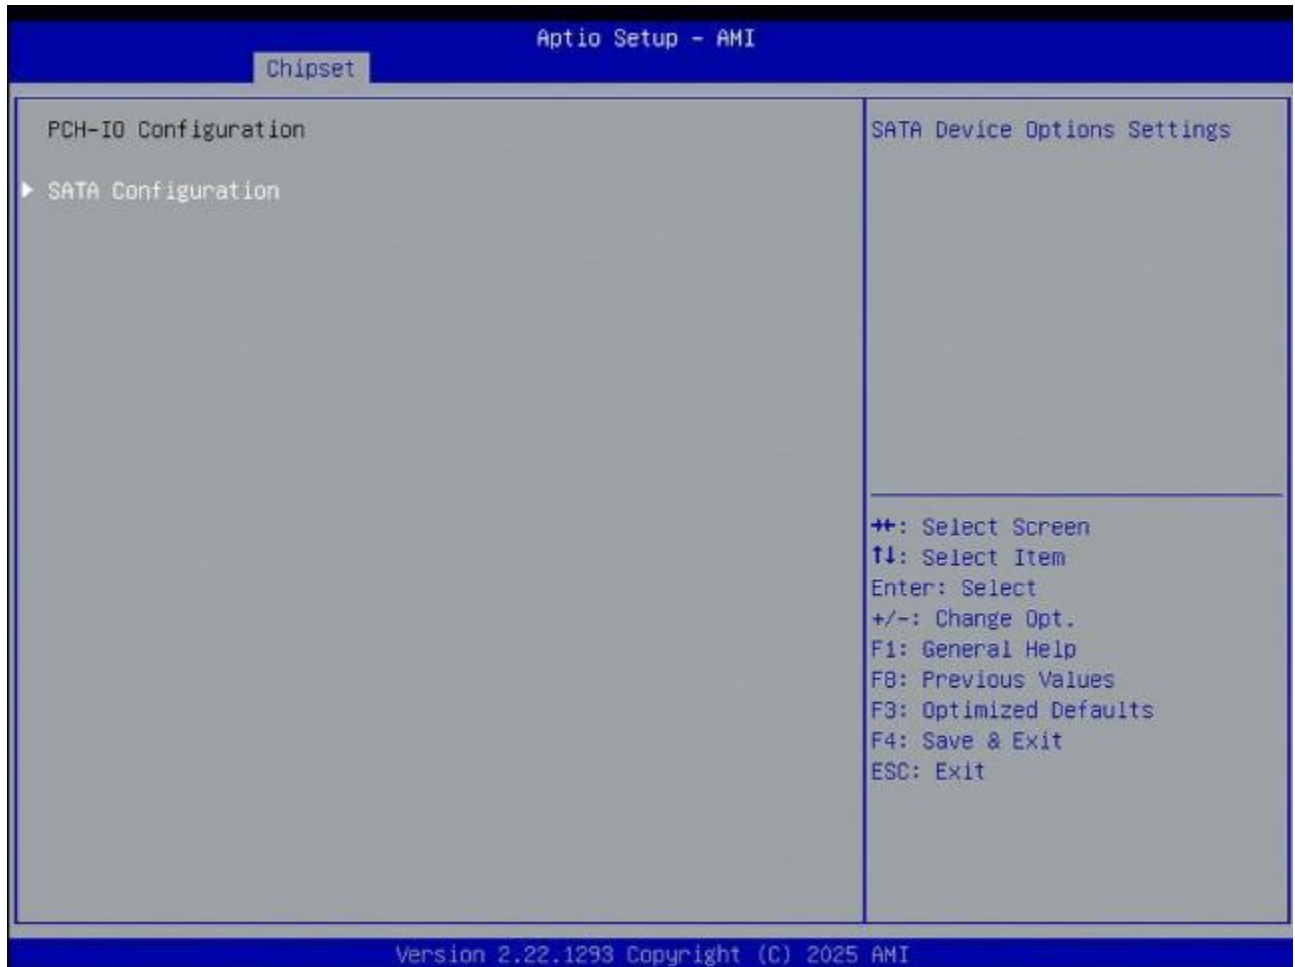 Aptio Setup – AMI
Chipset
PCH-IO Configuration
SATA Configuration
SATA Device Options Settings
→←: Select Screen
↑↓: Select Item
Enter: Select
+/-: Change Opt.
F1: General Help
F8: Previous Values
F3: Optimized Defaults
F4: Save & Exit
ESC: Exit
Version 2.22.1293 Copyright (C) 2025 AMI